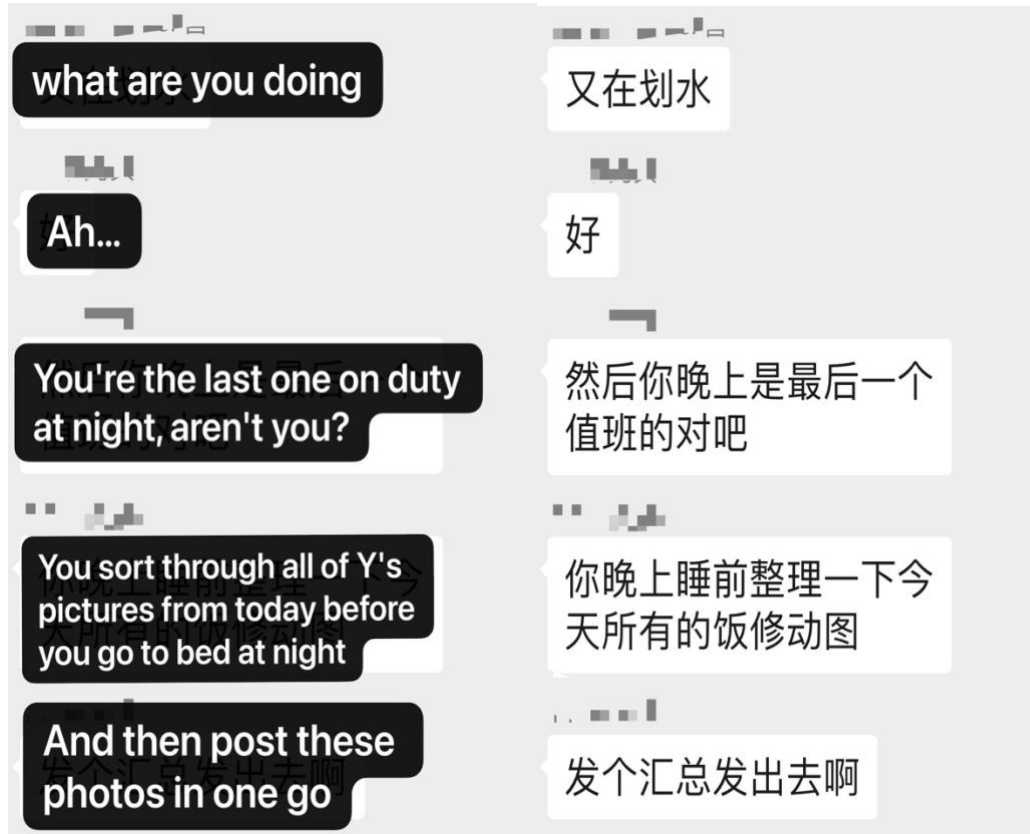 what are you doing
又在划水
Ah...
好
You're the last one on duty
at night, aren't you?
然后你晚上是最后一个
值班的对吧
You sort through all of Y's
pictures from today before
you go to bed at night
你晚上睡前整理一下今
天所有的饭修动图
And then post these
photos in one go
发个汇总发出去啊